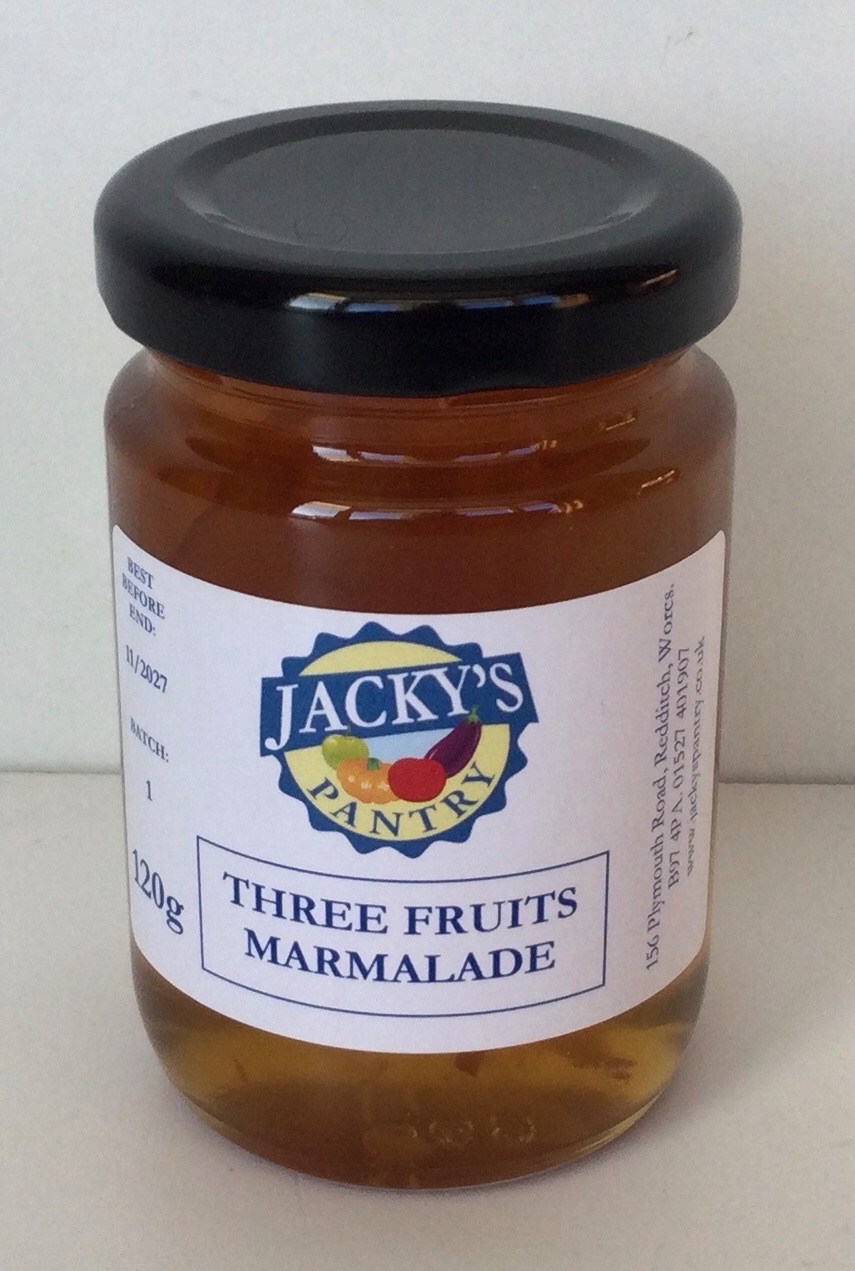 BEST
BEFORE
END:
11/2027
BATCH:
1
120g
JACKY'S
PANTRY
THREE FRUITS
MARMALADE
156 Plymouth Road, Redditch, Worcs.
B97 4PA. 01527 401907
www.jackyspantry.co.uk